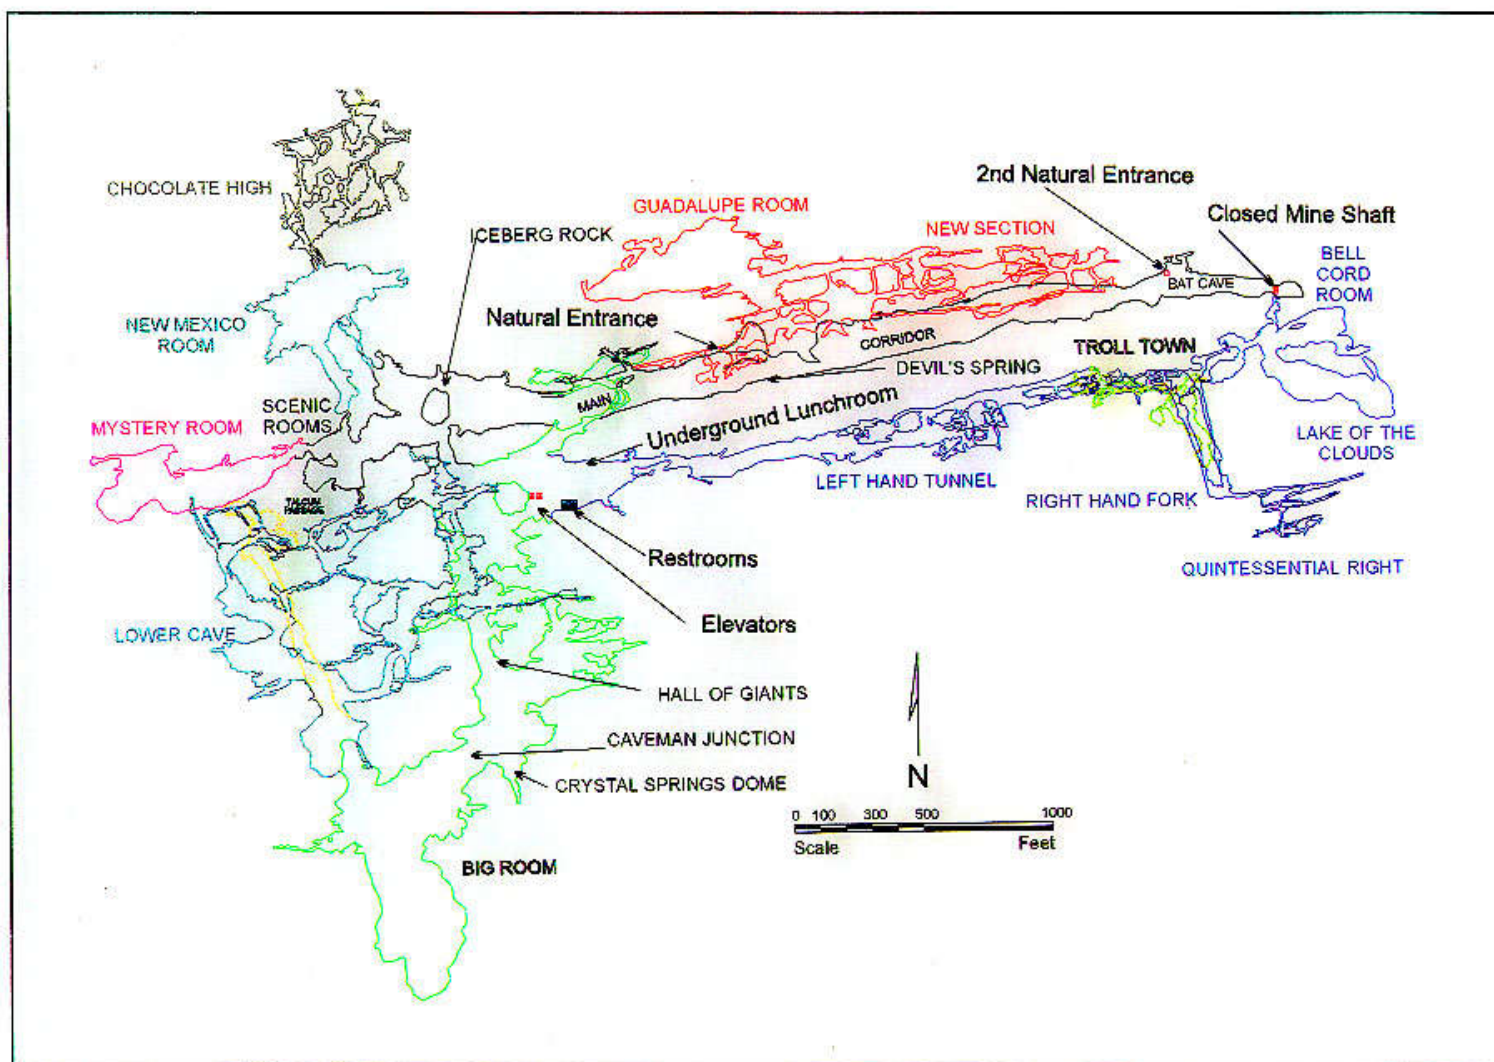 CHOCOLATE HIGH
ICEBERG ROCK
GUADALUPE ROOM
NEW SECTION
2nd Natural Entrance
Closed Mine Shaft
BELL
CORD
ROOM
BAT CAVE
NEW MEXICO
ROOM
Natural Entrance
CORRIDOR
TROLL TOWN
DEVIL'S SPRING
MAIN
SCENIC
ROOMS
MYSTERY ROOM
Underground Lunchroom
LAKE OF THE
CLOUDS
LEFT HAND TUNNEL
RIGHT HAND FORK
TALCUM
PASSAGE
Restrooms
QUINTESSENTIAL RIGHT
Elevators
LOWER CAVE
HALL OF GIANTS
CAVEMAN JUNCTION
CRYSTAL SPRINGS DOME
N
0 100 300 500 1000
Scale Feet
BIG ROOM